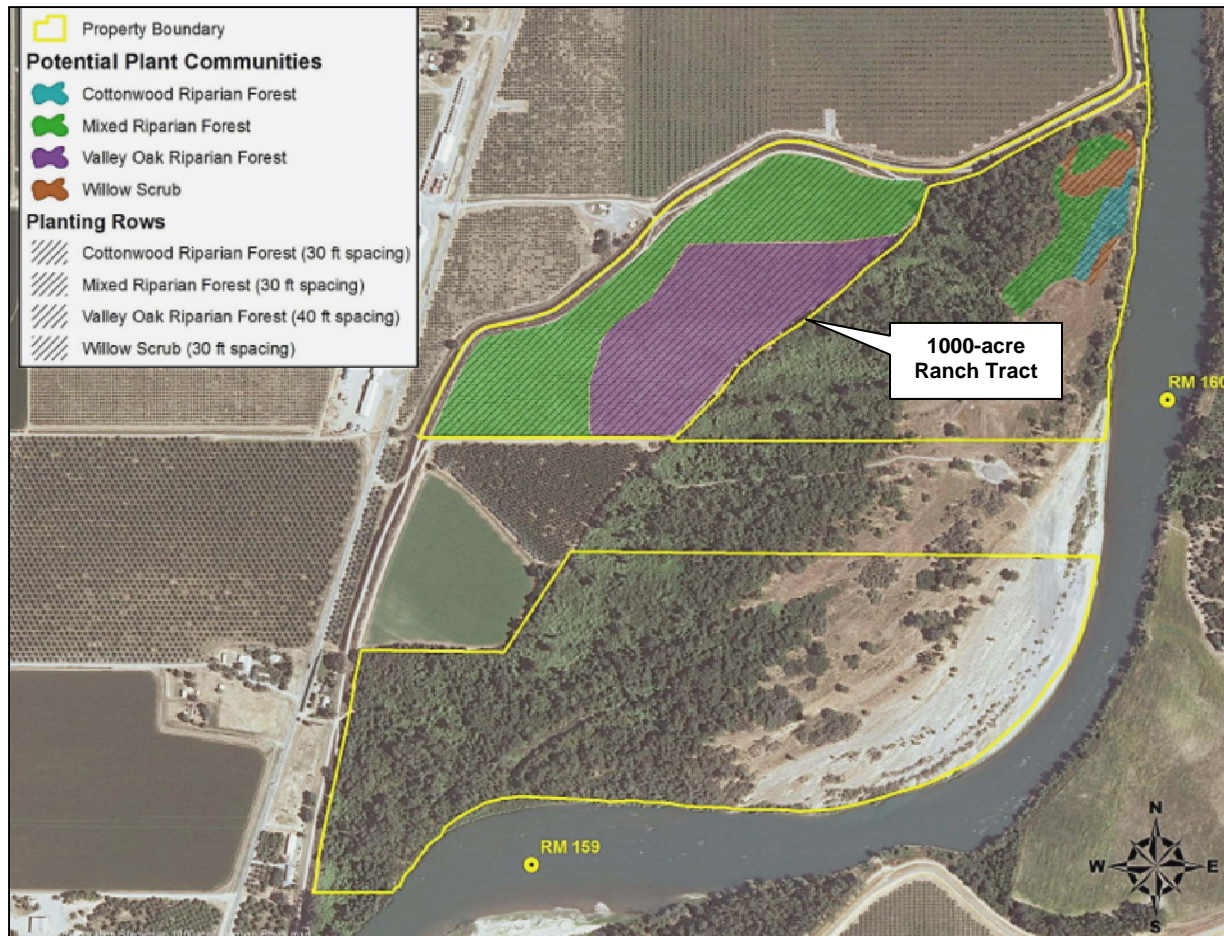 Property Boundary
Potential Plant Communities
Cottonwood Riparian Forest
Mixed Riparian Forest
Valley Oak Riparian Forest
Willow Scrub
Planting Rows
Cottonwood Riparian Forest (30 ft spacing)
Mixed Riparian Forest (30 ft spacing)
Valley Oak Riparian Forest (40 ft spacing)
Willow Scrub (30 ft spacing)
1000-acre
Ranch Tract
RM 160
RM 159
N
W E
S